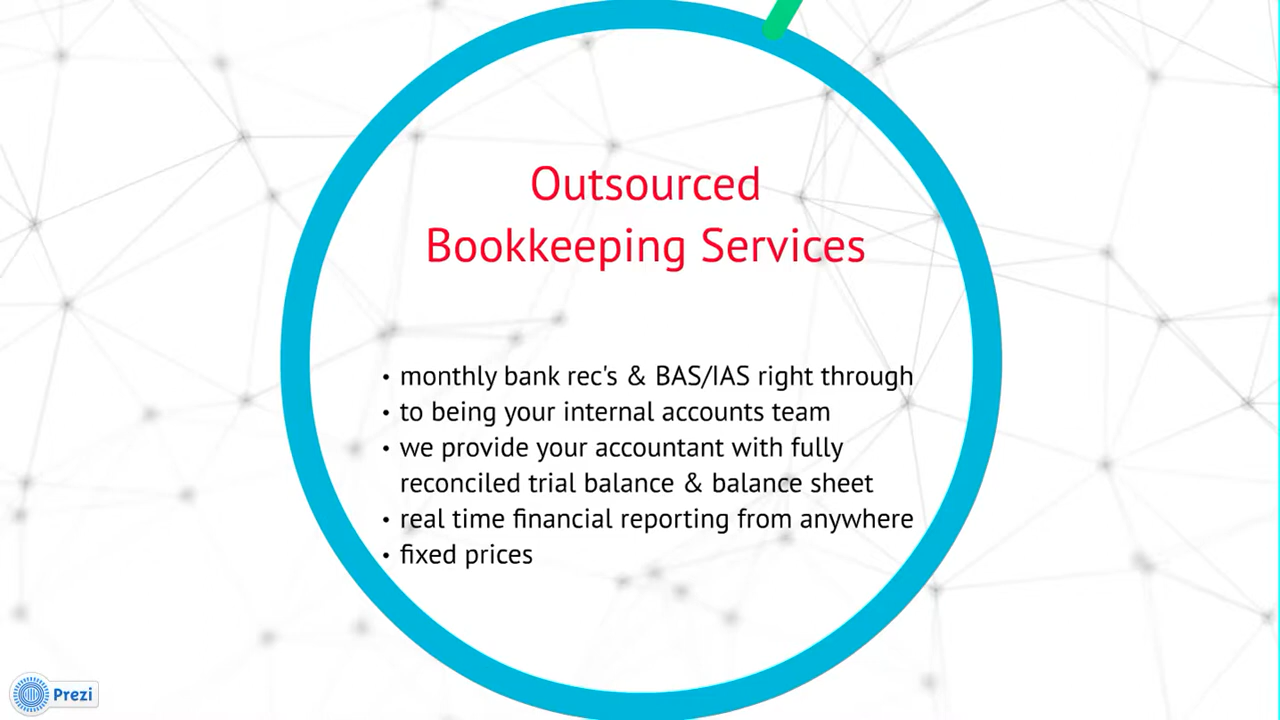 Outsourced
Bookkeeping Services
• monthly bank rec's & BAS/IAS right through
• to being your internal accounts team
• we provide your accountant with fully
reconciled trial balance & balance sheet
• real time financial reporting from anywhere
• fixed prices
Prezi